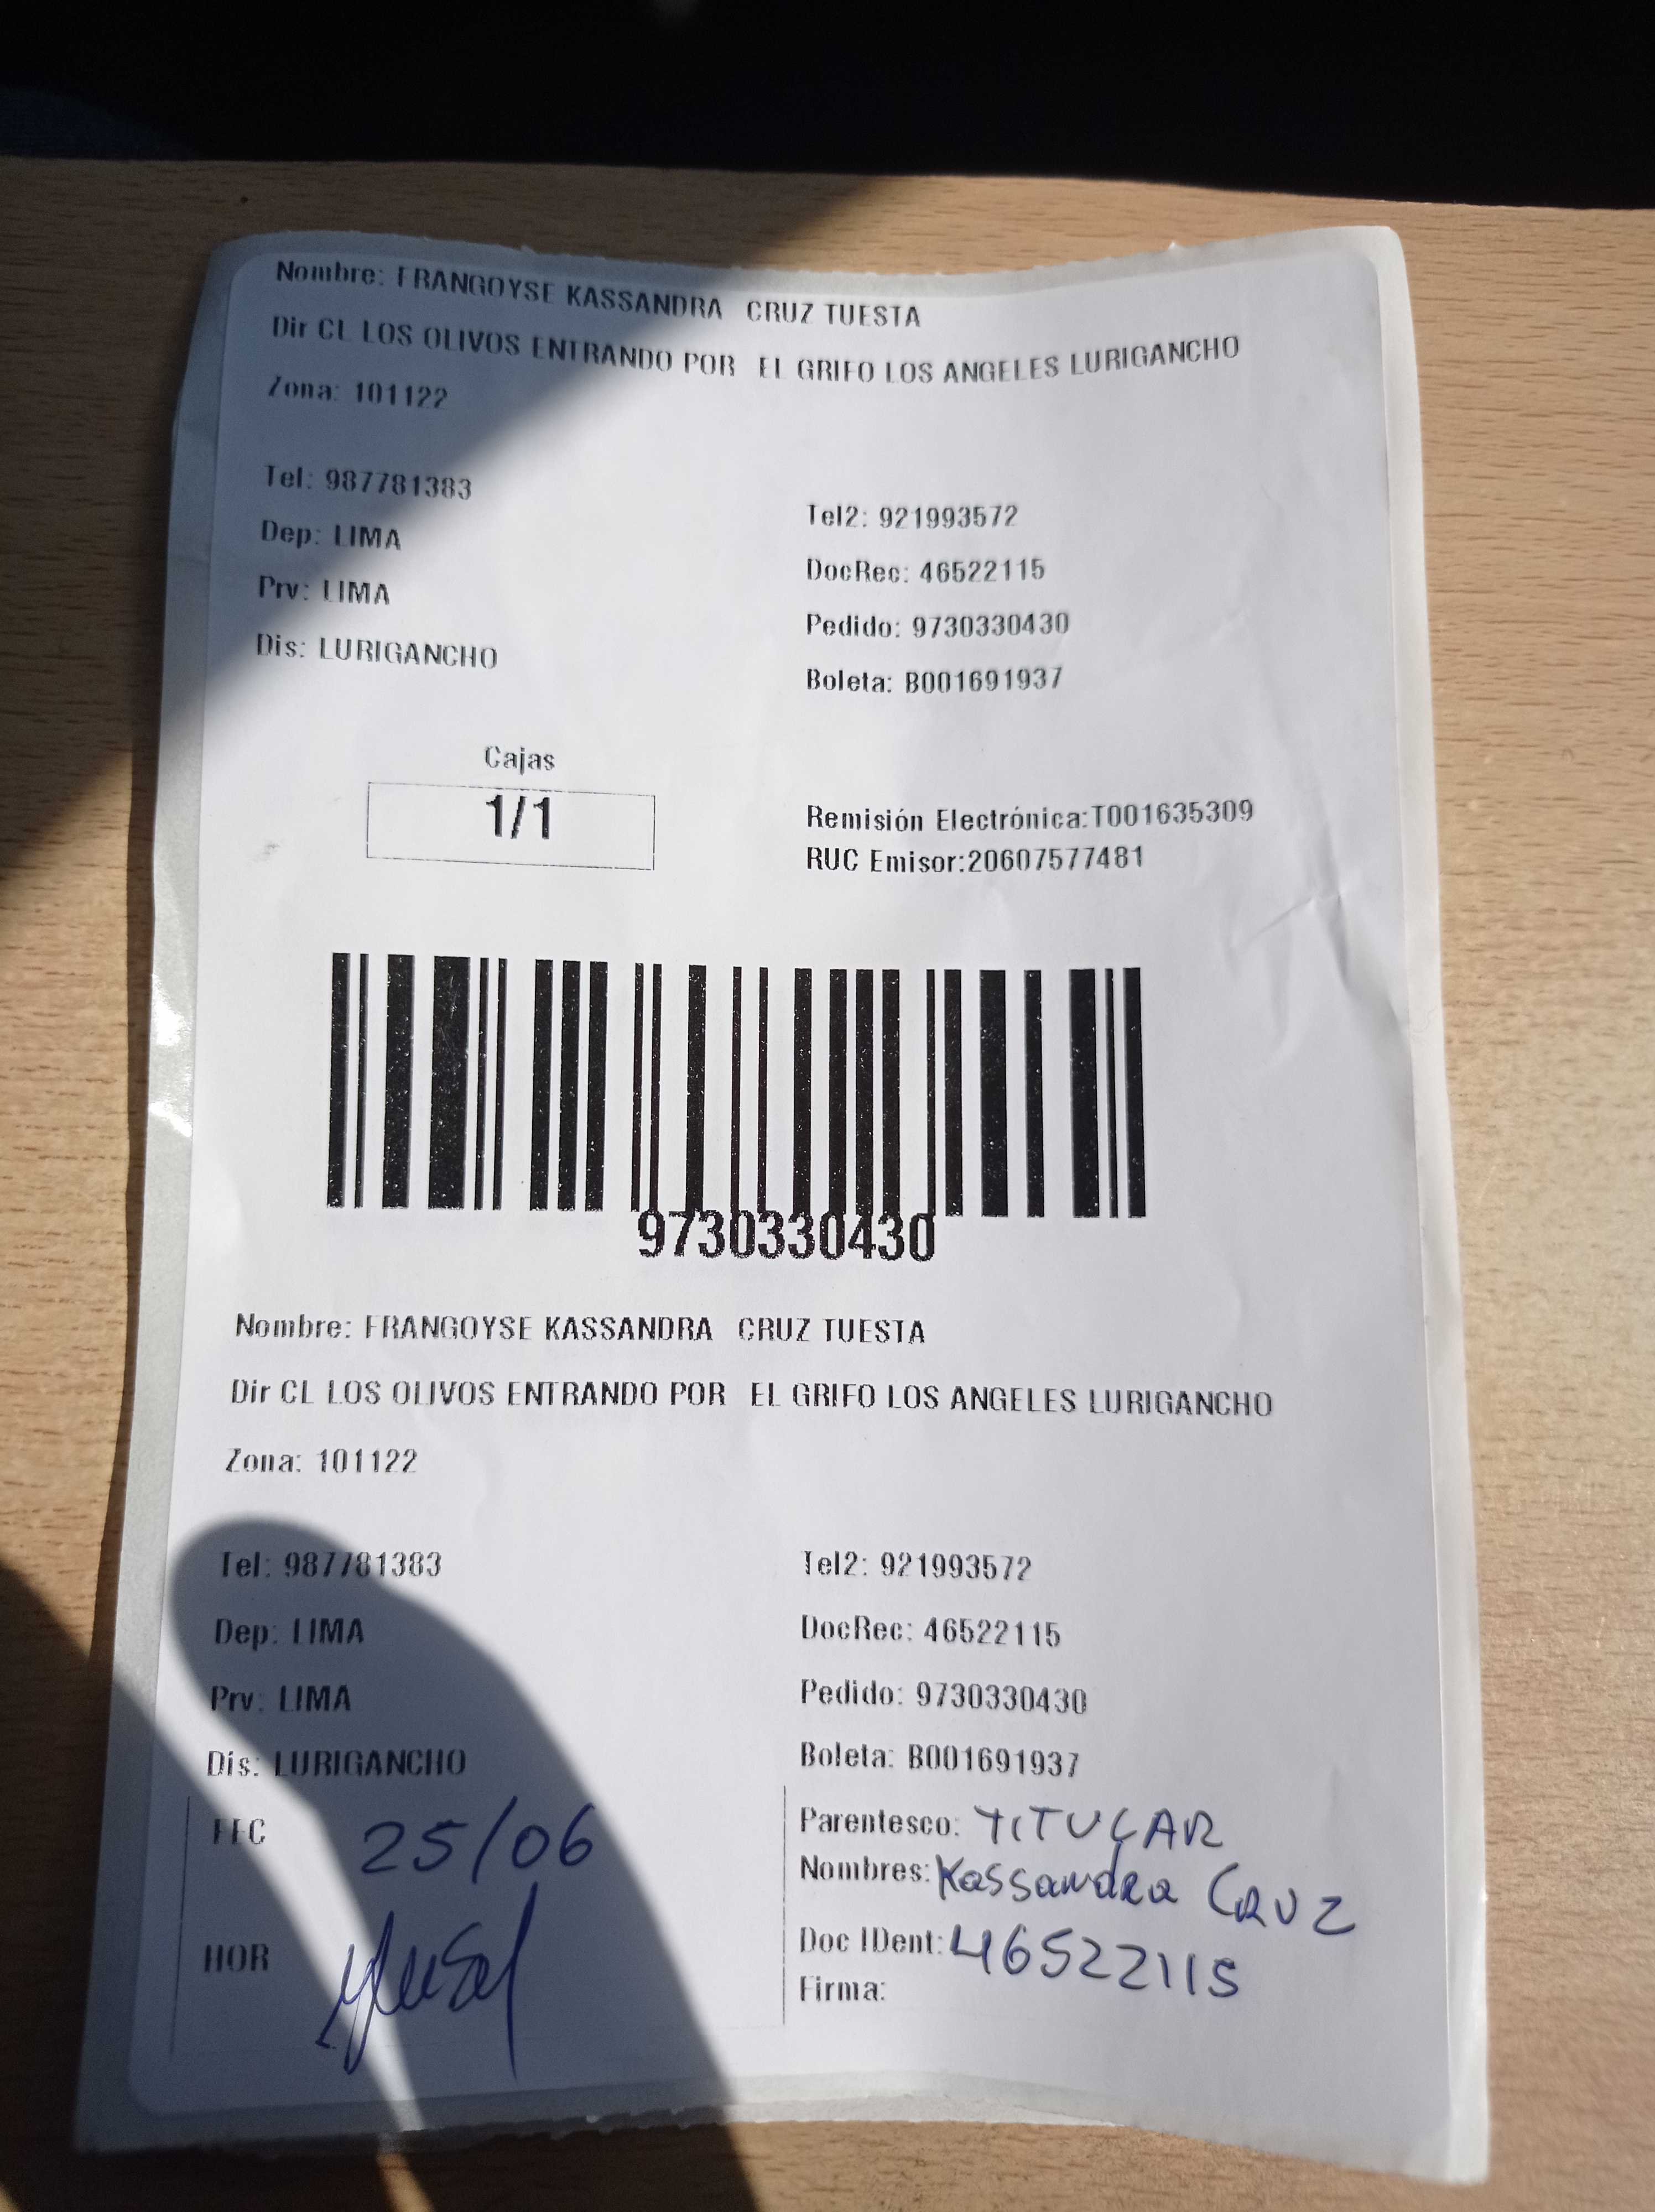 Nombre: FRANGOYSE KASSANDRA CRUZ TUESTA
Dir CL LOS OLIVOS ENTRANDO POR EL GRIFO LOS ANGELES LURIGANCHO
Zona: 101122
Tel: 987781383
Tel2: 921993572
Dep: LIMA
DocRec: 46522115
Prv: LIMA
Pedido: 9730330430
Dis: LURIGANCHO
Boleta: B001691937
Cajas
1/1
Remisión Electrónica:T001635309
RUC Emisor:20607577481
9730330430
Nombre: FRANGOYSE KASSANDRA CRUZ TUESTA
Dir CL LOS OLIVOS ENTRANDO POR EL GRIFO LOS ANGELES LURIGANCHO
Zona: 101122
Tel: 987781383
Tel2: 921993572
Dep: LIMA
DocRec: 46522115
Prv: LIMA
Pedido: 9730330430
Dis: LURIGANCHO
Boleta: B001691937
FEC 25/06
Parentesco: TITULAR
Nombres: Kassandra CRUZ
HOR
Doc IDent: 46522115
Firma: